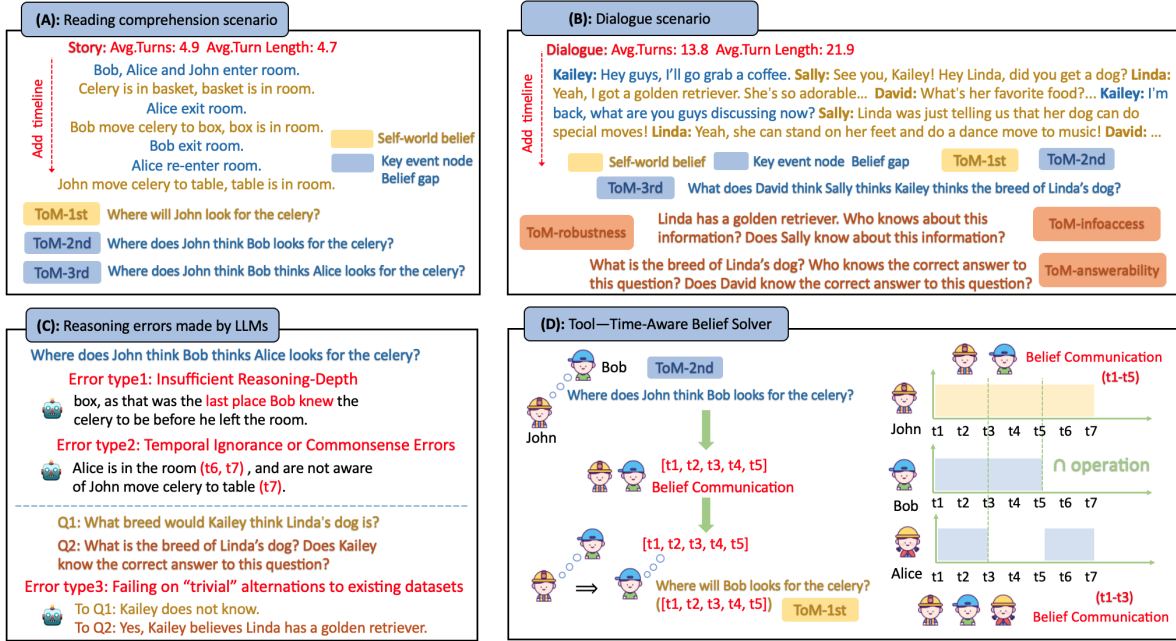 (A): Reading comprehension scenario
Story: Avg.Turns: 4.9 Avg.Turn Length: 4.7
Add timeline
Bob, Alice and John enter room.
Celery is in basket, basket is in room.
Alice exit room.
Bob move celery to box, box is in room.
Bob exit room.
Alice re-enter room.
John move celery to table, table is in room.
Self-world belief
Key event node
Belief gap
ToM-1st Where will John look for the celery?
ToM-2nd Where does John think Bob looks for the celery?
ToM-3rd Where does John think Bob thinks Alice looks for the celery?
(B): Dialogue scenario
Dialogue: Avg.Turns: 13.8 Avg.Turn Length: 21.9
Add timeline
Kailey: Hey guys, I'll go grab a coffee. Sally: See you, Kailey! Hey Linda, did you get a dog? Linda:
Yeah, I got a golden retriever. She's so adorable... David: What's her favorite food?... Kailey: I'm
back, what are you guys discussing now? Sally: Linda was just telling us that her dog can do
special moves! Linda: Yeah, she can stand on her feet and do a dance move to music! David: ...
Self-world belief Key event node Belief gap ToM-1st ToM-2nd
ToM-3rd What does David think Sally thinks Kailey thinks the breed of Linda's dog?
ToM-robustness
Linda has a golden retriever. Who knows about this
information? Does Sally know about this information?
ToM-infoaccess
What is the breed of Linda's dog? Who knows the correct answer to
this question? Does David know the correct answer to this question?
ToM-answerability
(C): Reasoning errors made by LLMs
Where does John think Bob thinks Alice looks for the celery?
Error type1: Insufficient Reasoning-Depth
box, as that was the last place Bob knew the
celery to be before he left the room.
Error type2: Temporal Ignorance or Commonsense Errors
Alice is in the room (t6, t7) , and are not aware
of John move celery to table (t7).
Q1: What breed would Kailey think Linda's dog is?
Q2: What is the breed of Linda's dog? Does Kailey
know the correct answer to this question?
Error type3: Failing on "trivial" alternations to existing datasets
To Q1: Kailey does not know.
To Q2: Yes, Kailey believes Linda has a golden retriever.
(D): Tool—Time-Aware Belief Solver
Bob
ToM-2nd
Where does John think Bob looks for the celery?
John
[t1, t2, t3, t4, t5]
Belief Communication
[t1, t2, t3, t4, t5]
⇒
Where will Bob looks for the celery?
([t1, t2, t3, t4, t5])
ToM-1st
Belief Communication
(t1-t5)
John
t1 t2 t3 t4 t5 t6 t7
∩ operation
Bob
t1 t2 t3 t4 t5 t6 t7
Alice
t1 t2 t3 t4 t5 t6 t7
(t1-t3)
Belief Communication